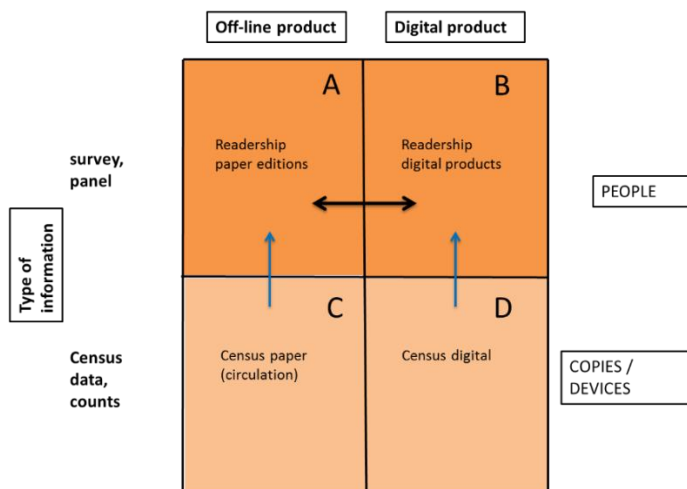 Off-line product
Digital product
A
B
Readership
paper editions
Readership
digital products
survey,
panel
PEOPLE
Type of
information
C
D
Census paper
(circulation)
Census digital
Census
data,
counts
COPIES /
DEVICES